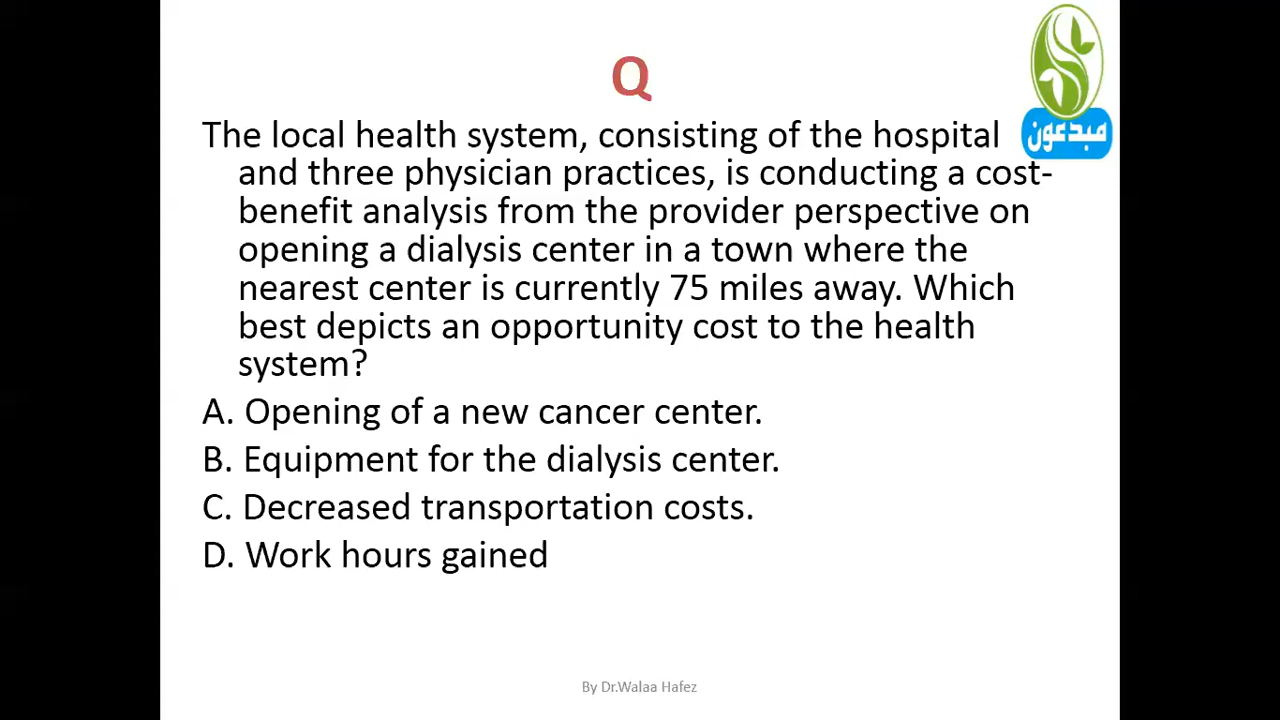 Q
The local health system, consisting of the hospital
and three physician practices, is conducting a cost-
benefit analysis from the provider perspective on
opening a dialysis center in a town where the
nearest center is currently 75 miles away. Which
best depicts an opportunity cost to the health
system?
A. Opening of a new cancer center.
B. Equipment for the dialysis center.
C. Decreased transportation costs.
D. Work hours gained
By Dr.Walaa Hafez
مبدعون